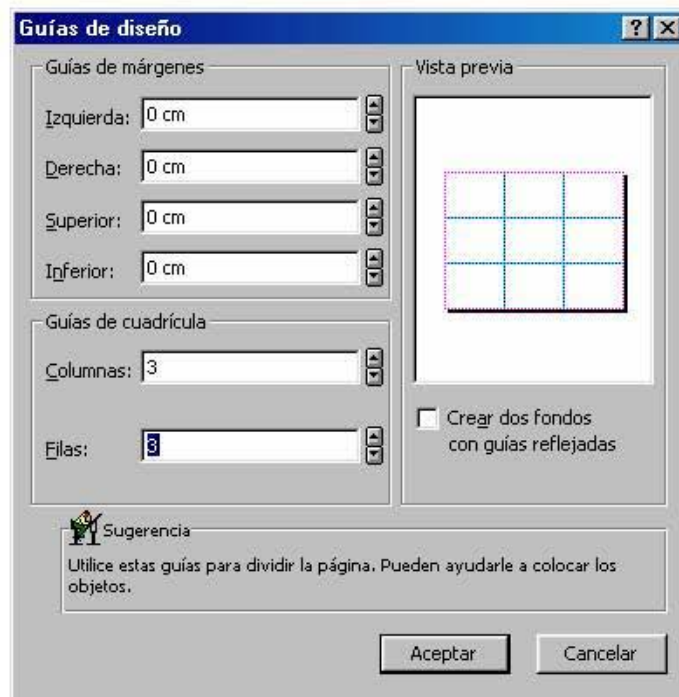 Guías de diseño
Guías de márgenes
Izquierda: 0 cm
Derecha: 0 cm
Superior: 0 cm
Inferior: 0 cm
Guías de cuadrícula
Columnas: 3
Filas: 3
Vista previa
Crear dos fondos
con guías reflejadas
Sugerencia
Utilice estas guías para dividir la página. Pueden ayudarle a colocar los
objetos.
Aceptar
Cancelar